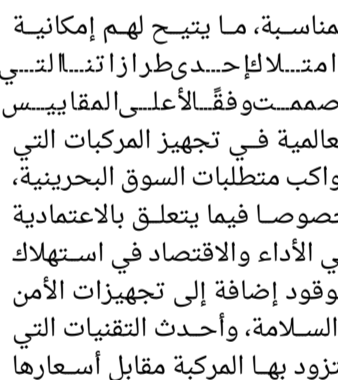 مناسبة، ما يتيح لهم إمكانية
امتلاك إحدى طرازاتنا التي
صممت وفقًا لأعلى المقاييس
عالمية في تجهيز المركبات التي
واكب متطلبات السوق البحرينية،
خصوصا فيما يتعلق بالاعتمادية
ي الأداء والاقتصاد في استهلاك
وقود إضافة إلى تجهيزات الأمن
السلامة، وأحدث التقنيات التي
تزود بها المركبة مقابل أسعارها